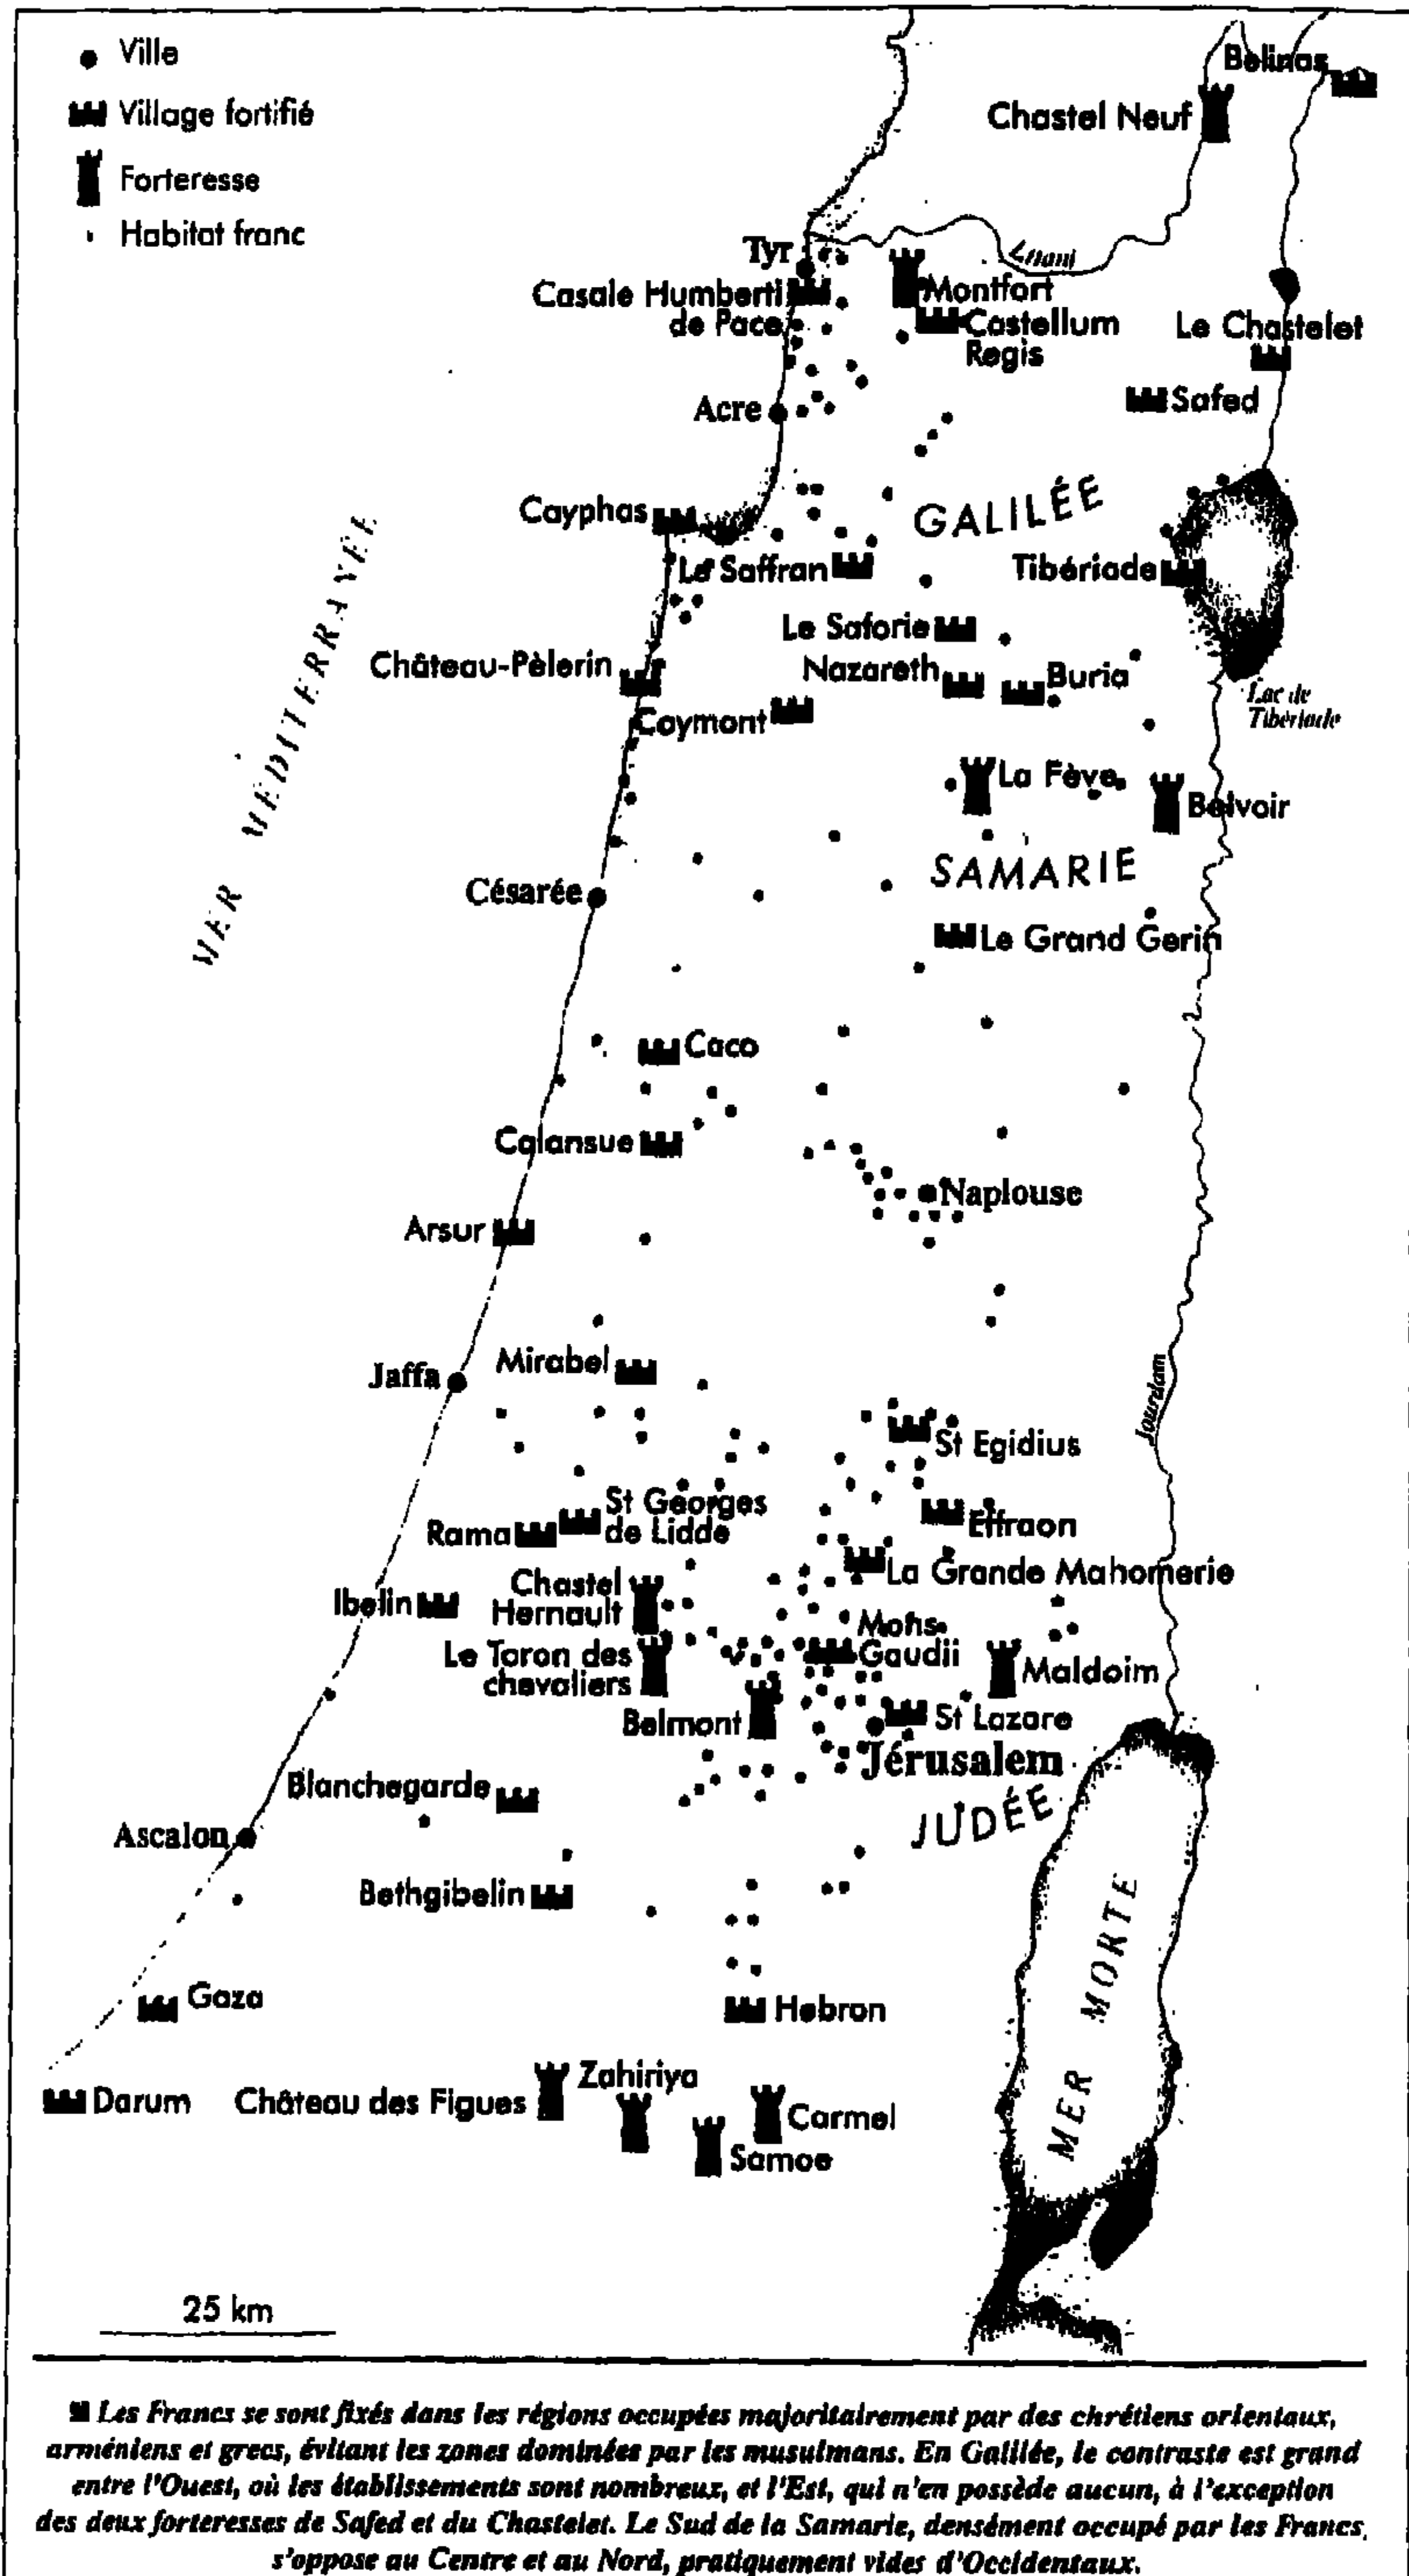 Ville
Village fortifié
Forteresse
Habitat franc
Belinas
Chastel Neuf
Litani
Tyr
Casale Humberti
de Pace
Montfort
Castellum
Regis
Le Chastelet
Safed
Acre
GALILÉE
Cayphas
Le Saffran
Tibériade
Le Saforie
Nazareth
Buria
Château-Pèlerin
Caymont
Lac de
Tibériade
MER MÉDITERRANÉE
La Fève
Belvoir
SAMARIE
Césarée
Le Grand Gerin
Caco
Calansue
Naplouse
Arsur
Mirabel
Jaffa
Jourdain
St Egidius
St Georges
de Lidde
Rama
Effraon
La Grande Mahomerie
Chastel
Hernault
Ibelin
Mons
Gaudii
Le Toron des
chevaliers
Maldoim
Belmont
St Lazare
Jérusalem
Blanchegarde
JUDÉE
Ascalon
Bethgibelin
MER MORTE
Gaza
Hebron
Zahiriya
Darum
Château des Figues
Carmel
Samoe
25 km
Les Francs se sont fixés dans les régions occupées majoritairement par des chrétiens orientaux,
arméniens et grecs, évitant les zones dominées par les musulmans. En Galilée, le contraste est grand
entre l'Ouest, où les établissements sont nombreux, et l'Est, qui n'en possède aucun, à l'exception
des deux forteresses de Safed et du Chastelet. Le Sud de la Samarie, densément occupé par les Francs,
s'oppose au Centre et au Nord, pratiquement vides d'Occidentaux.